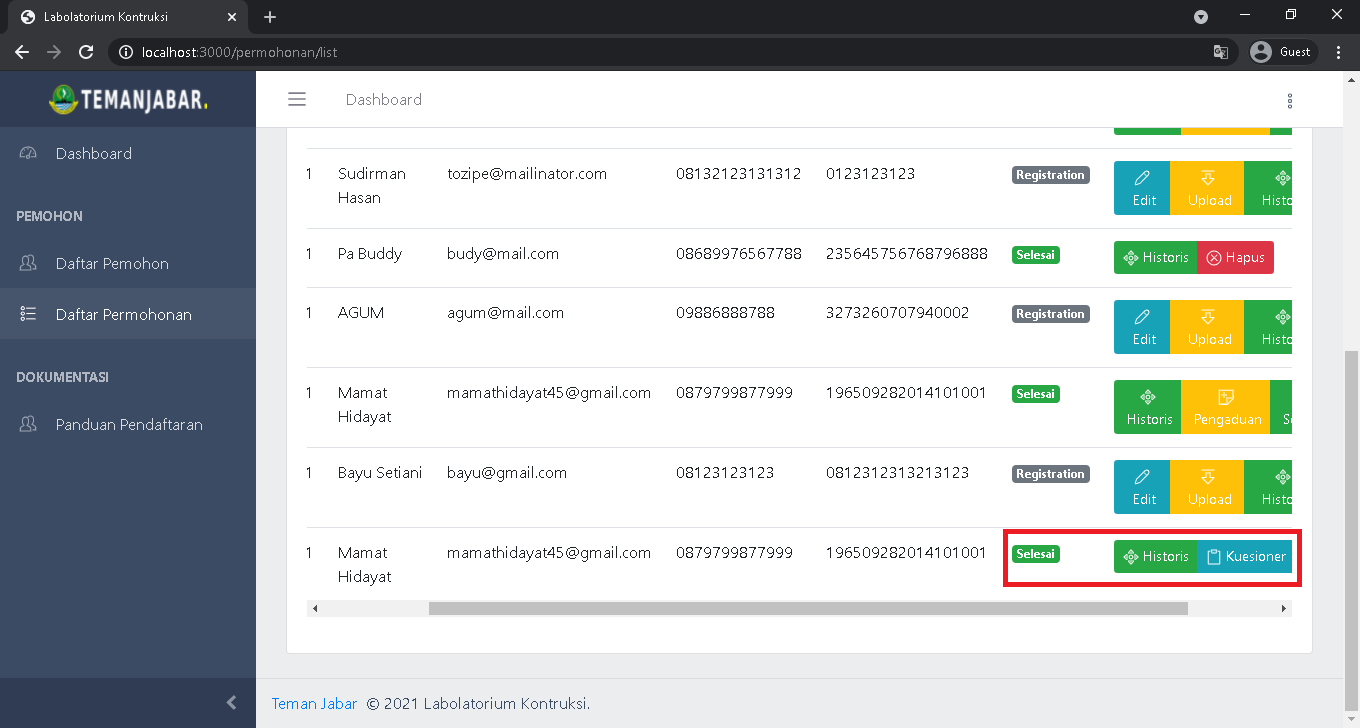 Labolatorium Kontruksi
localhost:3000/permohonan/list
Guest
TEMANJABAR.
Dashboard
Dashboard
PEMOHON
Daftar Pemohon
Daftar Permohonan
DOKUMENTASI
Panduan Pendaftaran
1 Sudirman Hasan tozipe@mailinator.com 08132123131312 0123123123 Registration Edit Upload
1 Pa Buddy budy@mail.com 08689976567788 235645756768796888 Selesai Historis Hapus
1 AGUM agum@mail.com 09886888788 3273260707940002 Registration Edit Upload
1 Mamat Hidayat mamathidayat45@gmail.com 0879799877999 196509282014101001 Selesai Historis Pengaduan
1 Bayu Setiani bayu@gmail.com 08123123123 0812312313213123 Registration Edit Upload
1 Mamat Hidayat mamathidayat45@gmail.com 0879799877999 196509282014101001 Selesai Historis Kuesioner
Teman Jabar © 2021 Labolatorium Kontruksi.